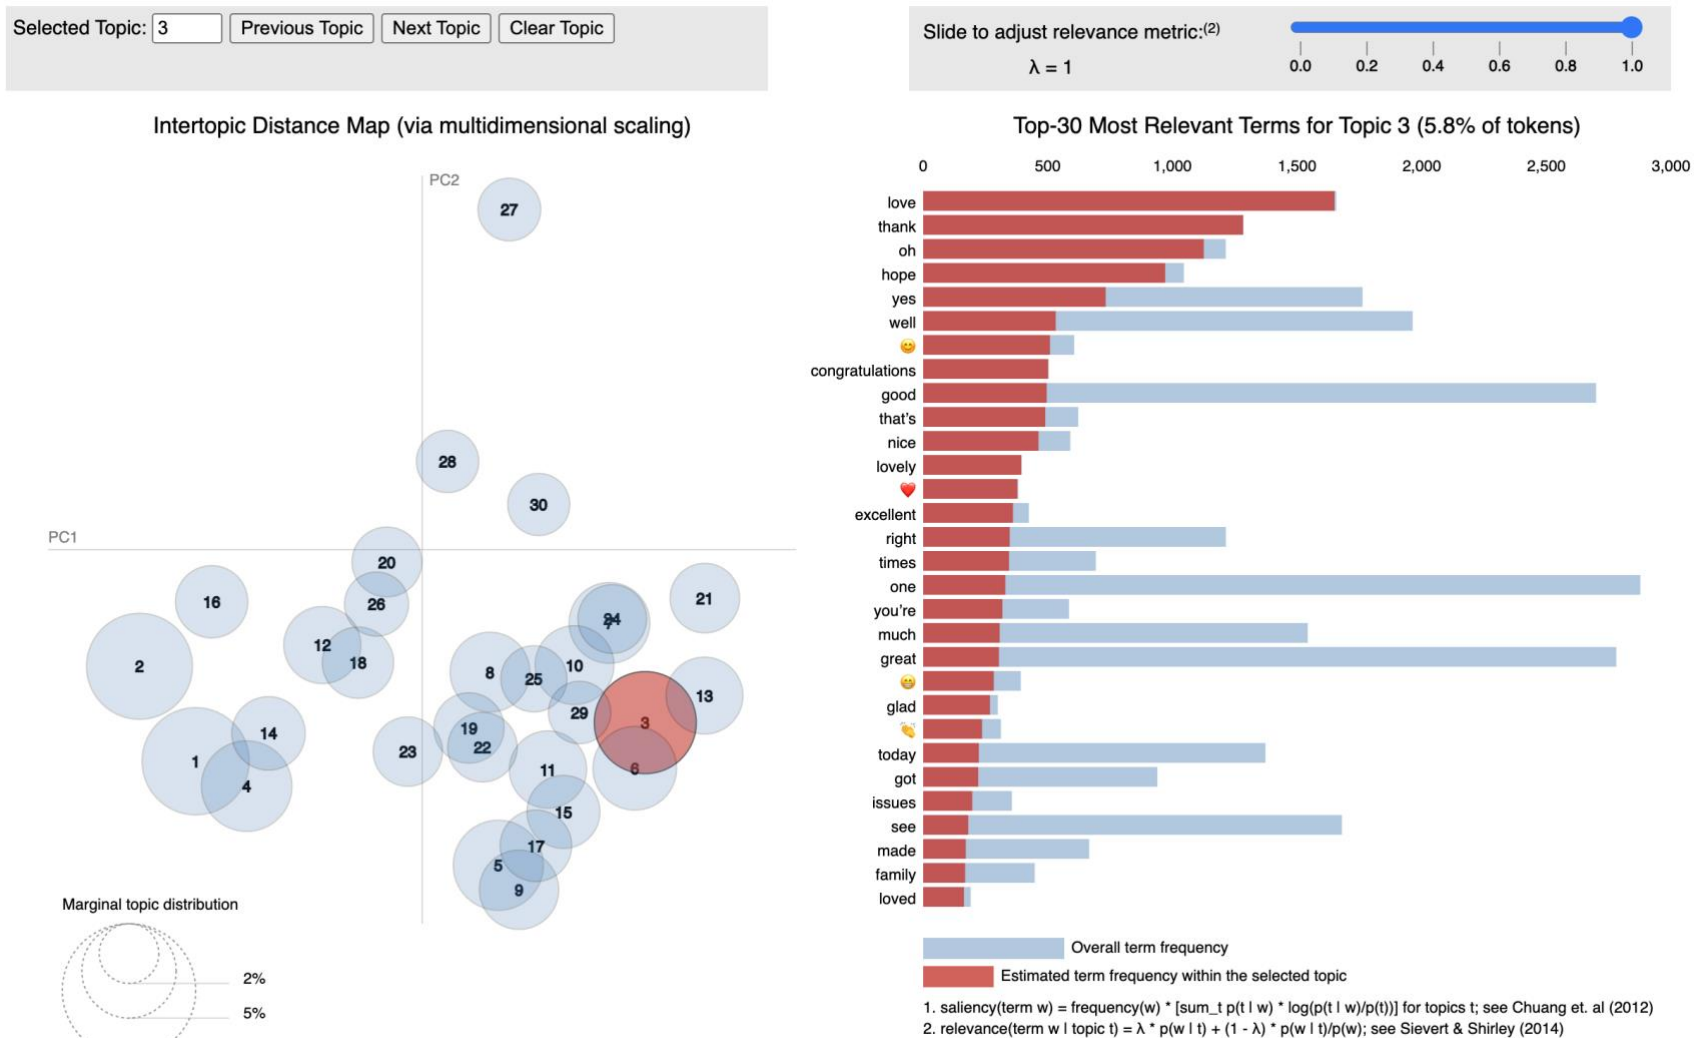 Selected Topic: 3 Previous Topic Next Topic Clear Topic
Slide to adjust relevance metric:(2)
λ = 1
0.0 0.2 0.4 0.6 0.8 1.0
Intertopic Distance Map (via multidimensional scaling)
PC2
PC1
27
28
30
20
16
26
21
24
7
12
18
2
8
10
25
13
29
3
14
19
22
23
1
11
6
4
15
17
5
9
Marginal topic distribution
2%
5%
Top-30 Most Relevant Terms for Topic 3 (5.8% of tokens)
0 500 1,000 1,500 2,000 2,500 3,000
love
thank
oh
hope
yes
well
😊
congratulations
good
that's
nice
lovely
❤️
excellent
right
times
one
you're
much
great
😁
glad
👏
today
got
issues
see
made
family
loved
Overall term frequency
Estimated term frequency within the selected topic
1. saliency(term w) = frequency(w) * [sum_t p(t | w) * log(p(t | w)/p(t))] for topics t; see Chuang et. al (2012)
2. relevance(term w | topic t) = λ * p(w | t) + (1 - λ) * p(w | t)/p(w); see Sievert & Shirley (2014)